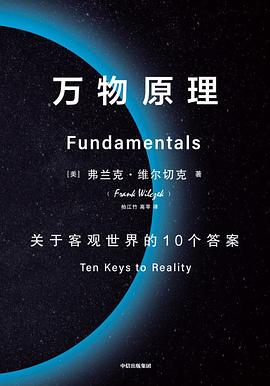 万物原理
Fundamentals
[美] 弗兰克·维尔切克 著
(Frank Wilczek)
柏江竹 高苹 译
关于客观世界的10个答案
Ten Keys to Reality
中信出版集团